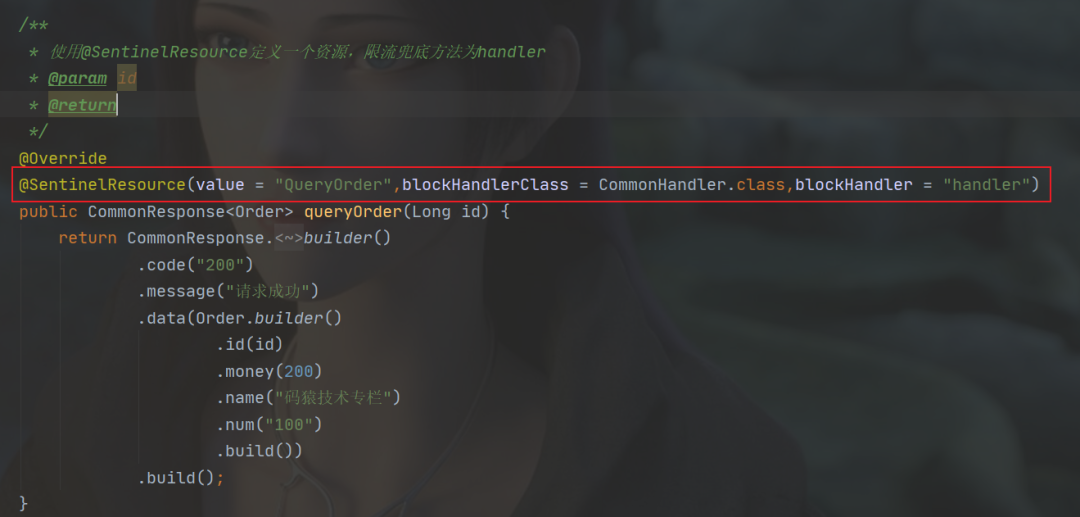 /**
 * 使用@SentinelResource定义一个资源，限流兜底方法为handler
 * @param id
 * @return
 */
@Override
@SentinelResource(value = "QueryOrder",blockHandlerClass = CommonHandler.class,blockHandler = "handler")
public CommonResponse<Order> queryOrder(Long id) {
    return CommonResponse.<~>builder()
            .code("200")
            .message("请求成功")
            .data(Order.builder()
                    .id(id)
                    .money(200)
                    .name("码猿技术专栏")
                    .num("100")
                    .build())
            .build();
}